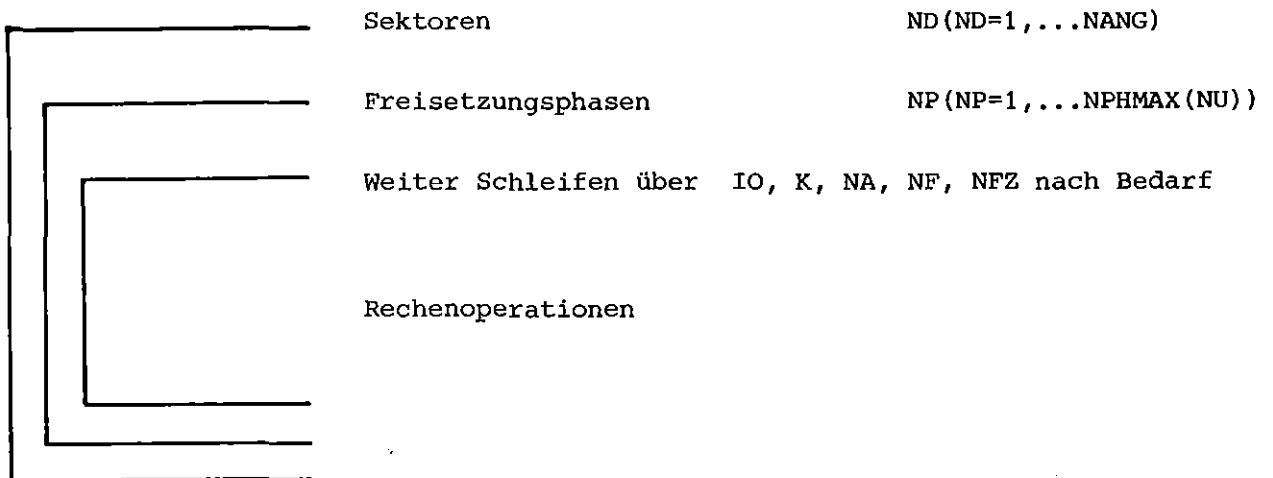 Sektoren ND(ND=1,...NANG)
Freisetzungsphasen NP(NP=1,...NPHMAX(NU))
Weiter Schleifen über IO, K, NA, NF, NFZ nach Bedarf
Rechenoperationen